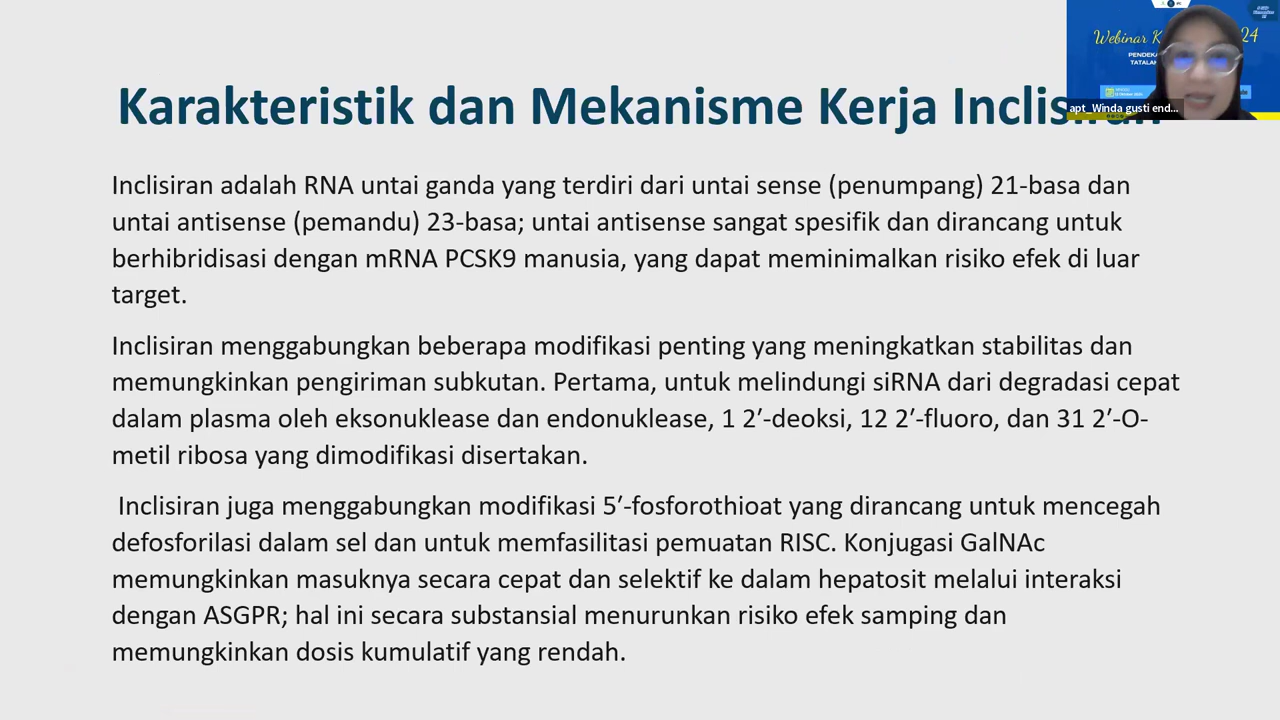 Karakteristik dan Mekanisme Kerja Inclisiran
Inclisiran adalah RNA untai ganda yang terdiri dari untai sense (penumpang) 21-basa dan
untai antisense (pemandu) 23-basa; untai antisense sangat spesifik dan dirancang untuk
berhibridisasi dengan mRNA PCSK9 manusia, yang dapat meminimalkan risiko efek di luar
target.
Inclisiran menggabungkan beberapa modifikasi penting yang meningkatkan stabilitas dan
memungkinkan pengiriman subkutan. Pertama, untuk melindungi siRNA dari degradasi cepat
dalam plasma oleh eksonuklease dan endonuklease, 1 2′-deoksi, 12 2′-fluoro, dan 31 2′-O-
metil ribosa yang dimodifikasi disertakan.
Inclisiran juga menggabungkan modifikasi 5′-fosforothioat yang dirancang untuk mencegah
defosforilasi dalam sel dan untuk memfasilitasi pemuatan RISC. Konjugasi GalNAc
memungkinkan masuknya secara cepat dan selektif ke dalam hepatosit melalui interaksi
dengan ASGPR; hal ini secara substansial menurunkan risiko efek samping dan
memungkinkan dosis kumulatif yang rendah.
Webinar K
24
PENDEKA
TATALA
apt_Winda gusti end...